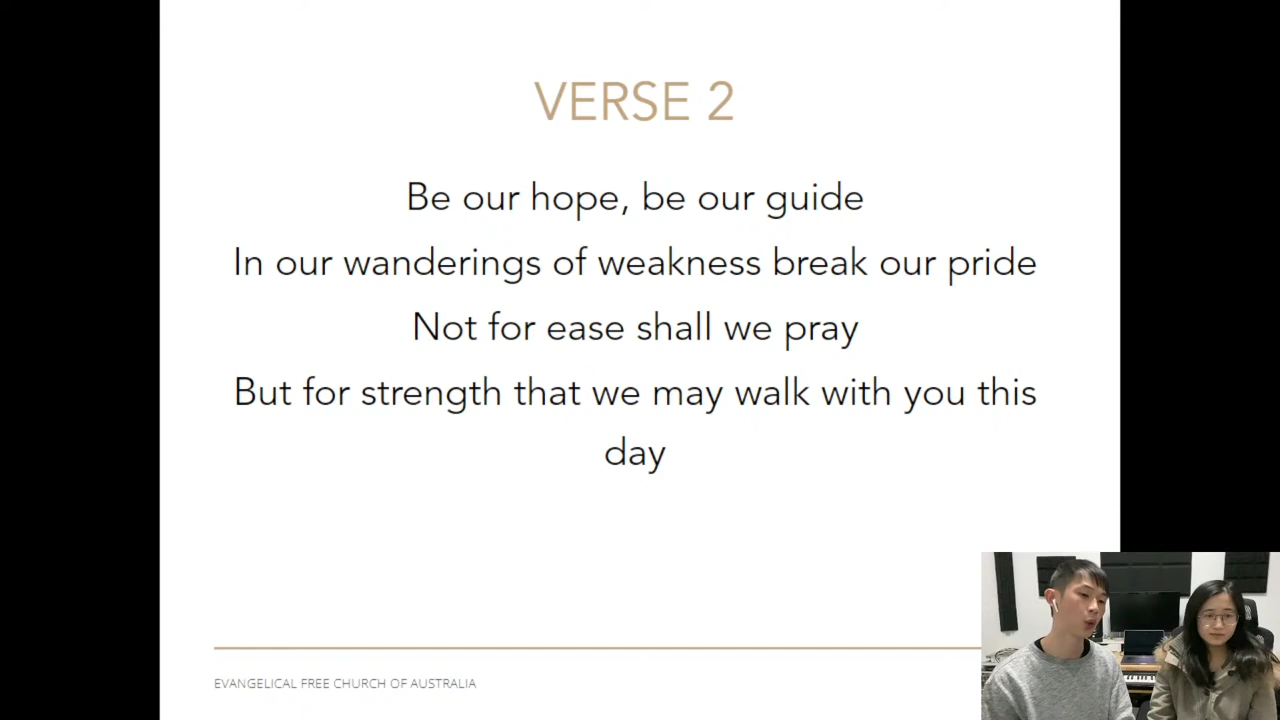 VERSE 2
Be our hope, be our guide
In our wanderings of weakness break our pride
Not for ease shall we pray
But for strength that we may walk with you this
day
EVANGELICAL FREE CHURCH OF AUSTRALIA